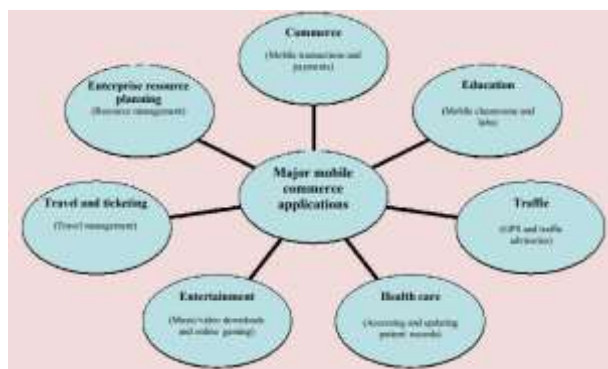 Commerce
(Mobile transactions and
payments)
Enterprise resource
planning
(Resource management)
Education
(Mobile classrooms and
labs)
Major mobile
commerce
applications
Travel and ticketing
(Travel management)
Traffic
(GPS and traffic
advisories)
Entertainment
(Music/video downloads
and online gaming)
Health care
(Accessing and updating
patient records)